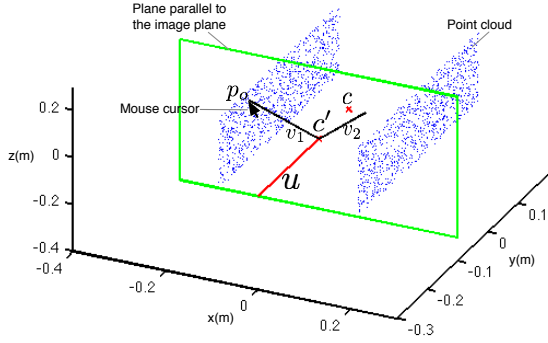 Plane parallel to
the image plane
Point cloud
Mouse cursor
p_o
c
c'
v_1
v_2
u
z(m)
0.2
0
-0.2
-0.4
-0.4
-0.2
0
0.2
x(m)
-0.3
-0.2
-0.1
0
0.1
y(m)